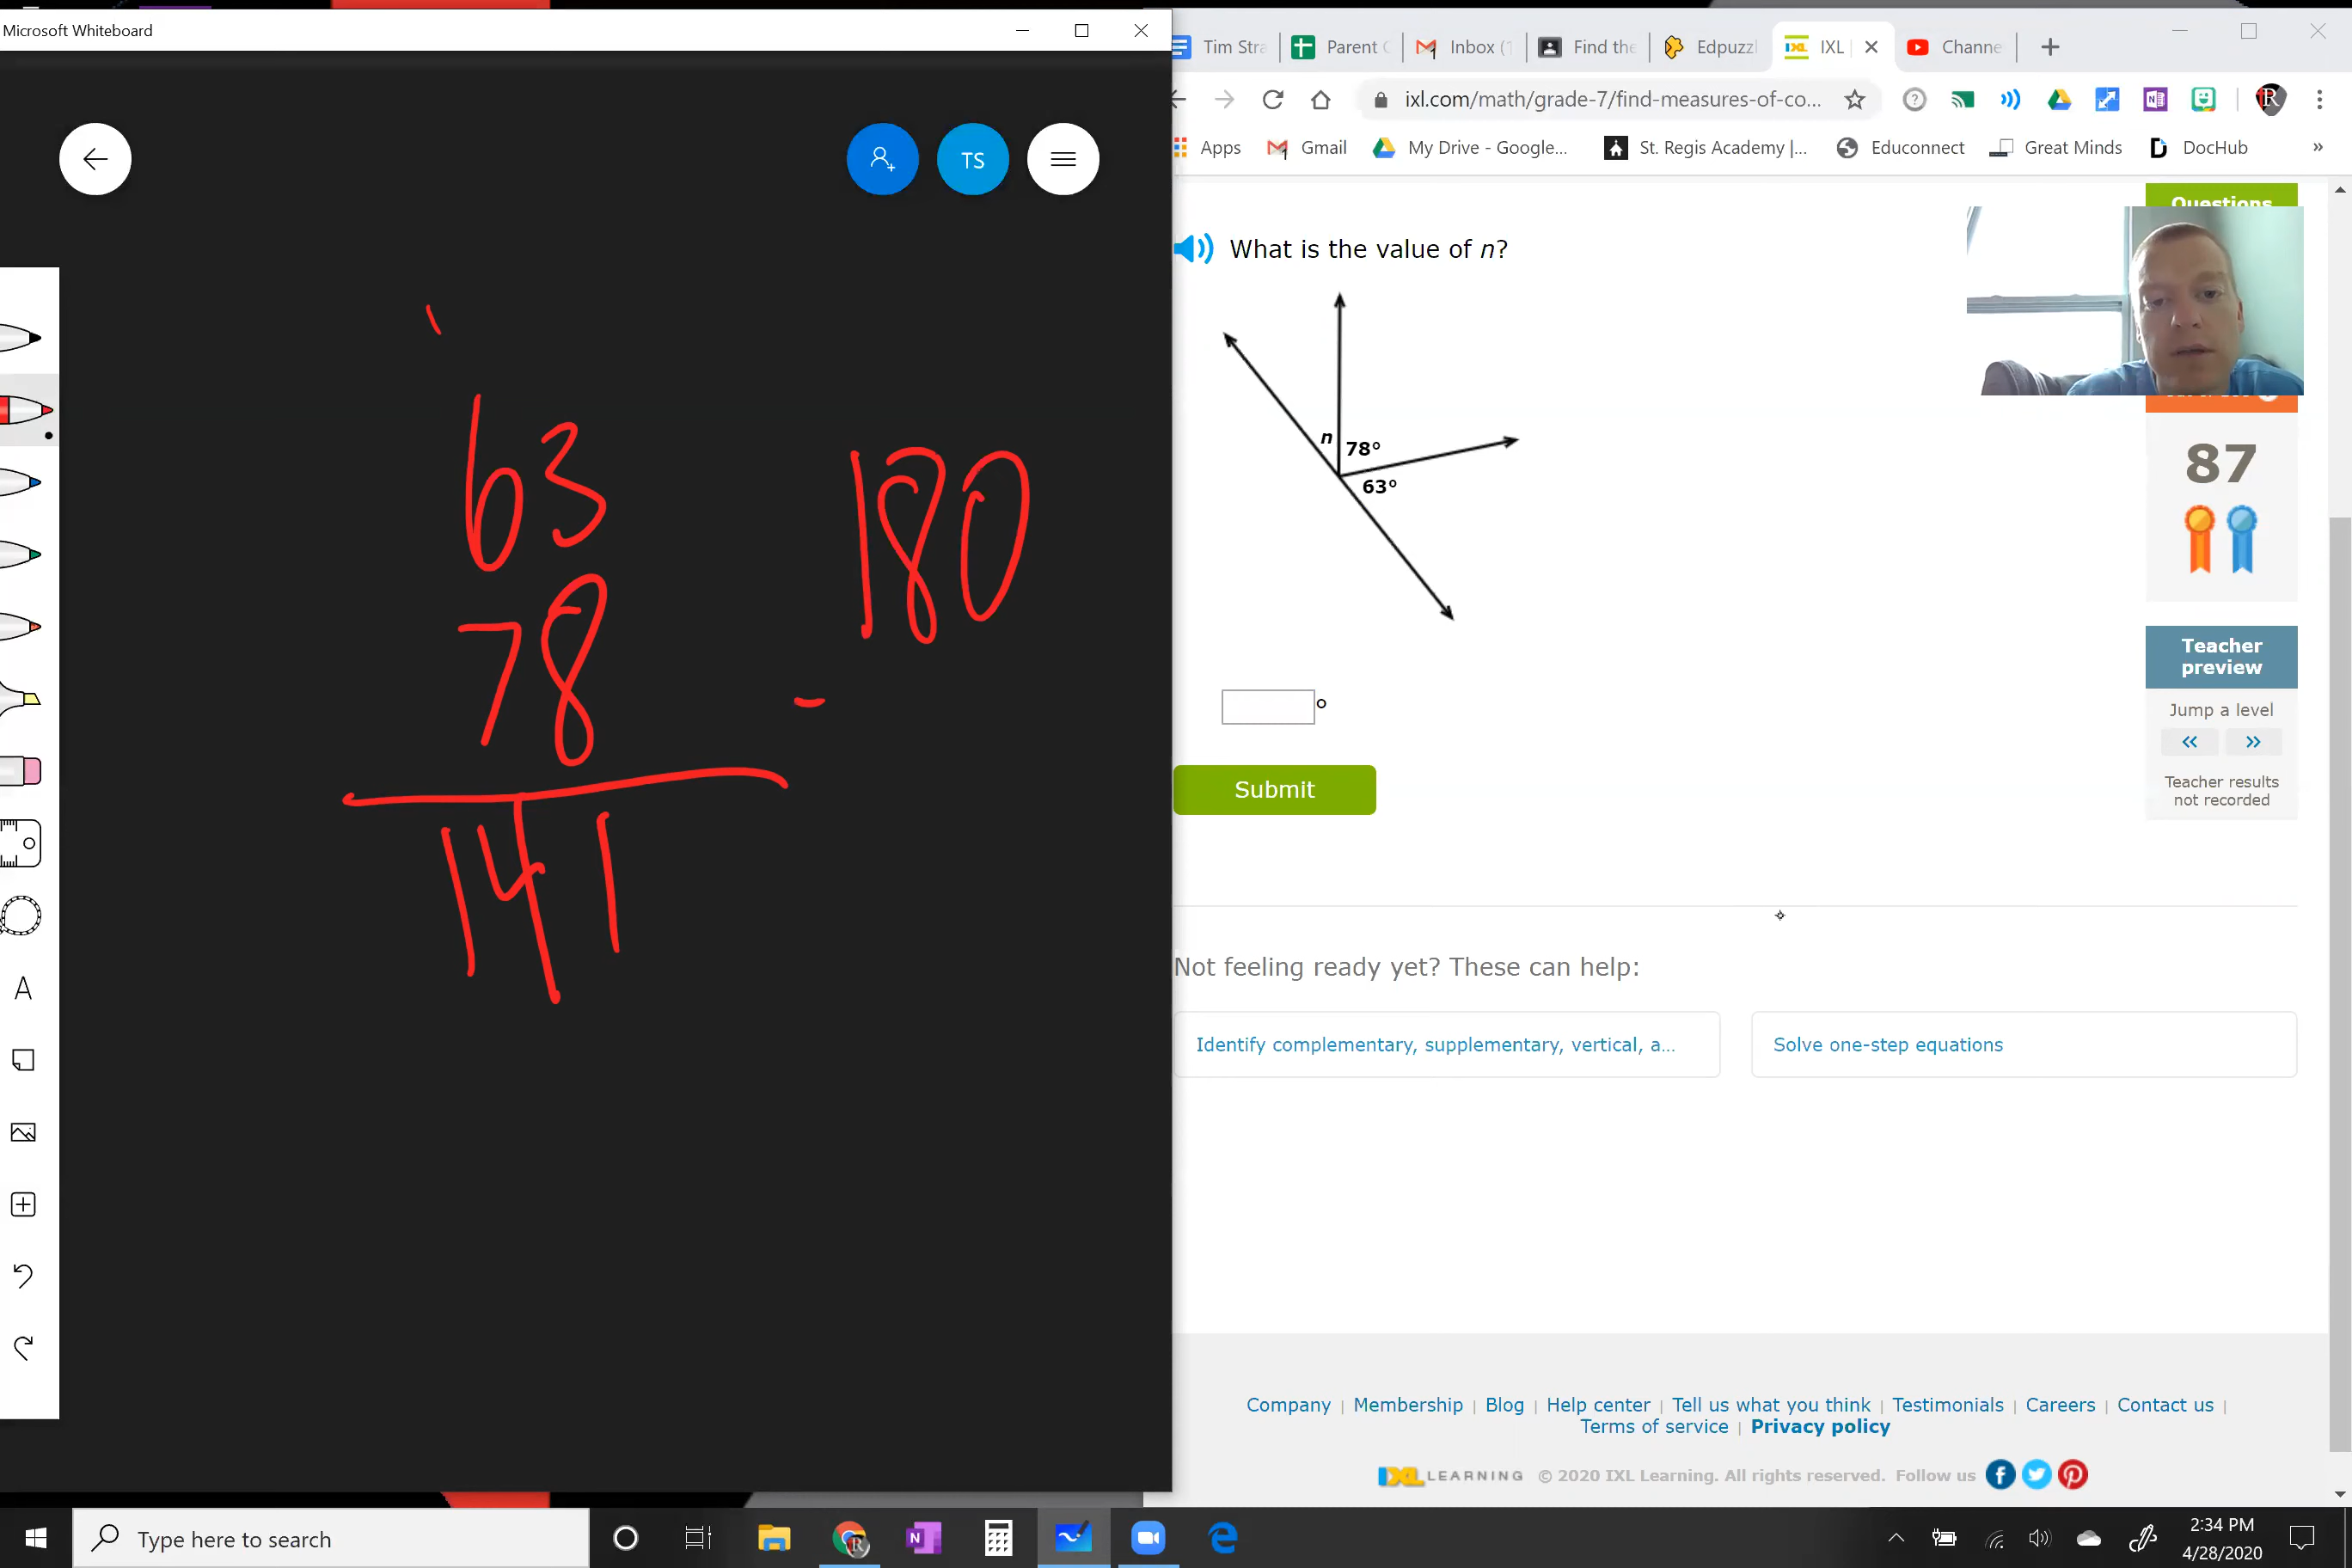 Microsoft Whiteboard
Tim Stra
Parent C
Inbox (1
Find the
Edpuzzl
IXL
Channe
ixl.com/math/grade-7/find-measures-of-co...
Apps
Gmail
My Drive - Google...
St. Regis Academy |...
Educonnect
Great Minds
DocHub
»
TS
63
78
141
180
-
A
Questions
What is the value of n?
n
78°
63°
°
Submit
87
Teacher
preview
Jump a level
Teacher results
not recorded
Not feeling ready yet? These can help:
Identify complementary, supplementary, vertical, a...
Solve one-step equations
Company | Membership | Blog | Help center | Tell us what you think | Testimonials | Careers | Contact us |
Terms of service | Privacy policy
IXL LEARNING © 2020 IXL Learning. All rights reserved. Follow us
Type here to search
2:34 PM
4/28/2020